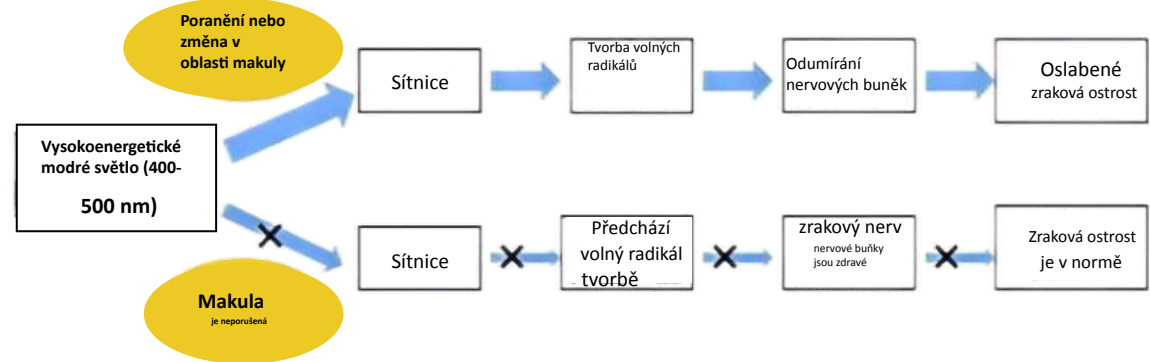 Poranění nebo
změna v
oblasti makuly
Sítnice
Tvorba volných
radikálů
Odumírání
nervových buněk
Oslabené
zraková ostrost
Vysokoenergetické
modré světlo (400-
500 nm)
Makula
je neporušená
Sítnice
Předchází
volný radikál
tvorbě
zrakový nerv
nervové buňky
jsou zdravé
Zraková ostrost
je v normě